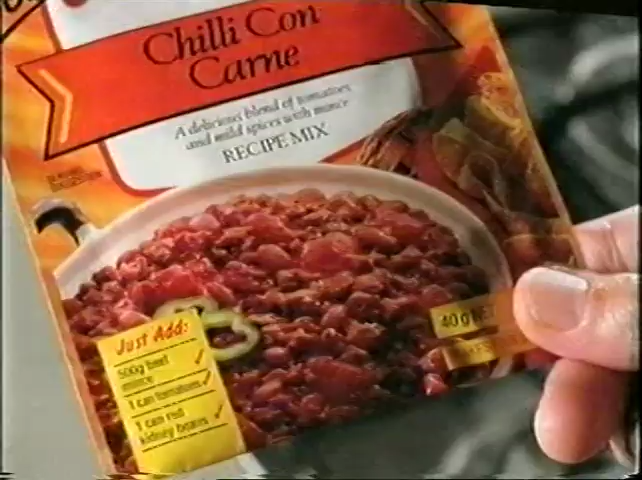 Chilli Con
Carne
A delicious blend of tomatoes
and mild spices with mince
RECIPE MIX
Just Add:
500g beef
mince
1 can tomatoes
1 can red
kidney beans
40g